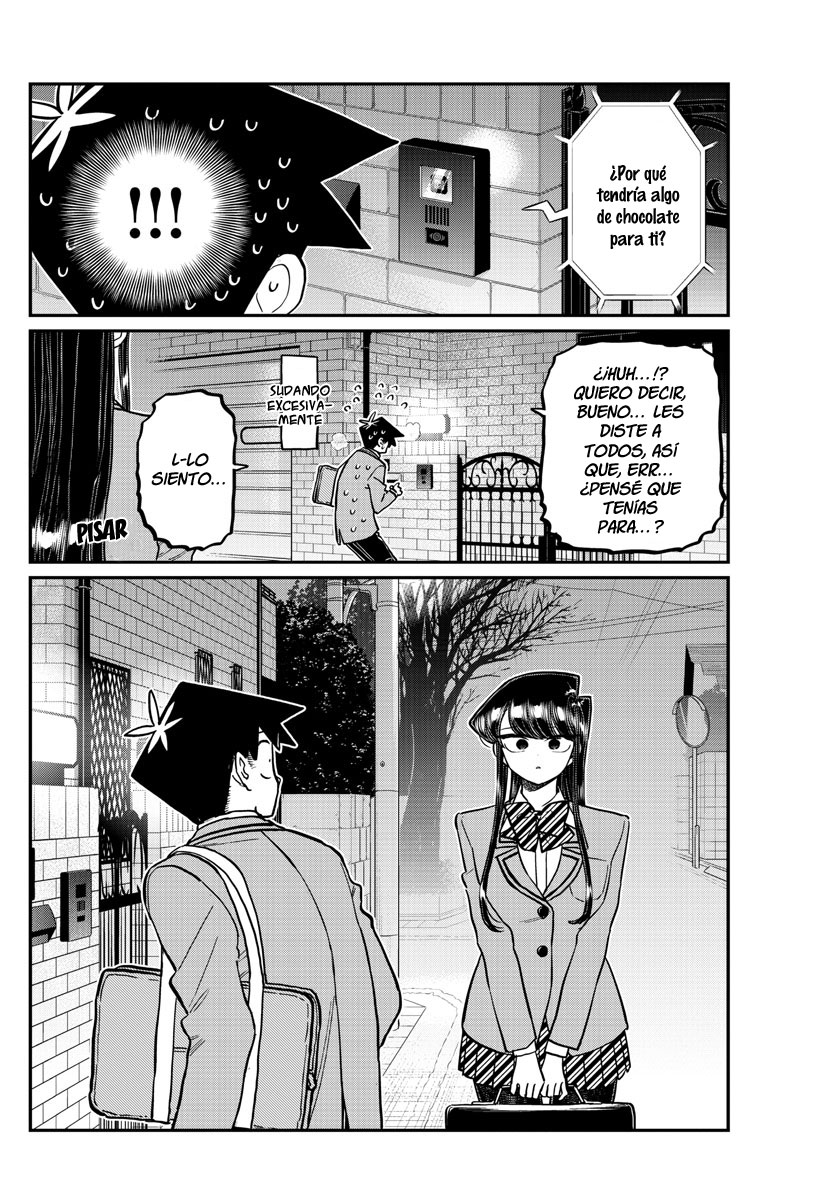 ¿Por qué
tendría algo
de chocolate
para ti?
!!!
¿¡HUH...!?
QUIERO DECIR,
BUENO... LES
DISTE A
TODOS, ASÍ
QUE, ERR...
¿PENSÉ QUE
TENÍAS
PARA...?
SUDANDO
EXCESIVA-
MENTE
L-LO
SIENTO...
PISAR